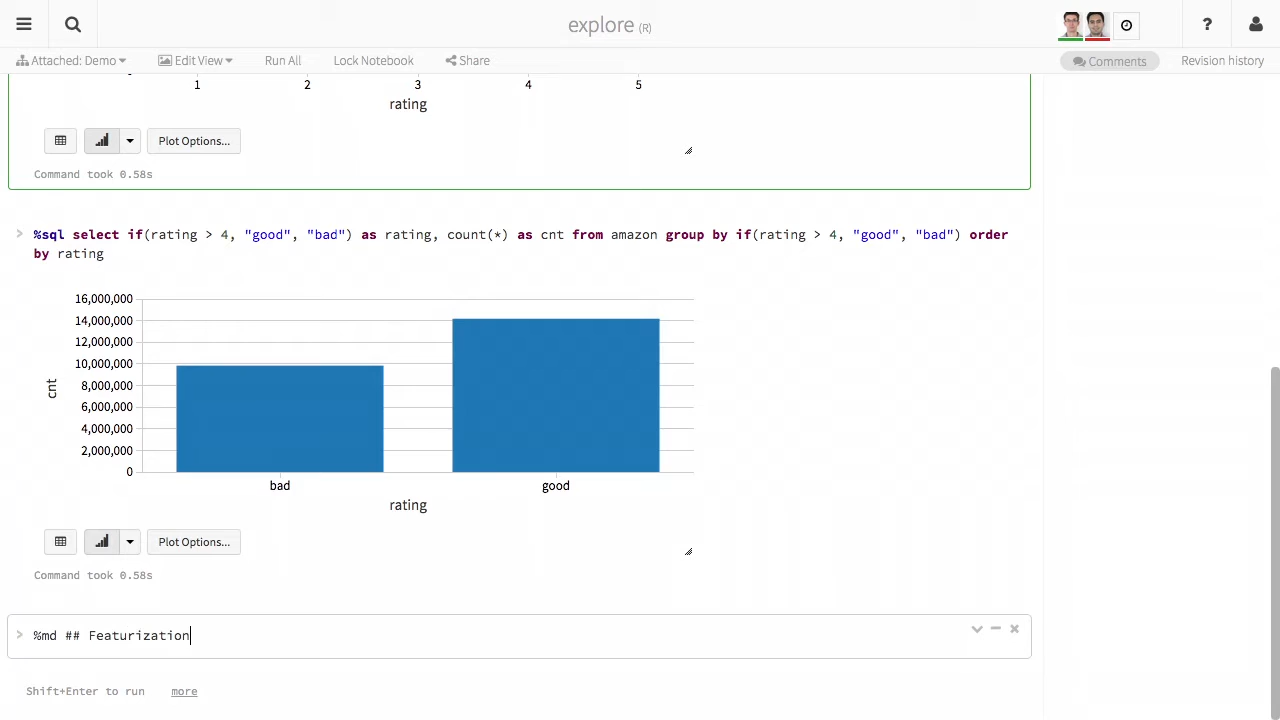 explore (R)
?
Attached: Demo Edit View Run All Lock Notebook Share Comments Revision history
1 2 3 4 5
rating
Plot Options...
Command took 0.58s
> %sql select if(rating > 4, "good", "bad") as rating, count(*) as cnt from amazon group by if(rating > 4, "good", "bad") order
by rating
16,000,000
14,000,000
12,000,000
10,000,000
8,000,000
6,000,000
4,000,000
2,000,000
0
cnt
bad good
rating
Plot Options...
Command took 0.58s
> %md ## Featurization
Shift+Enter to run more